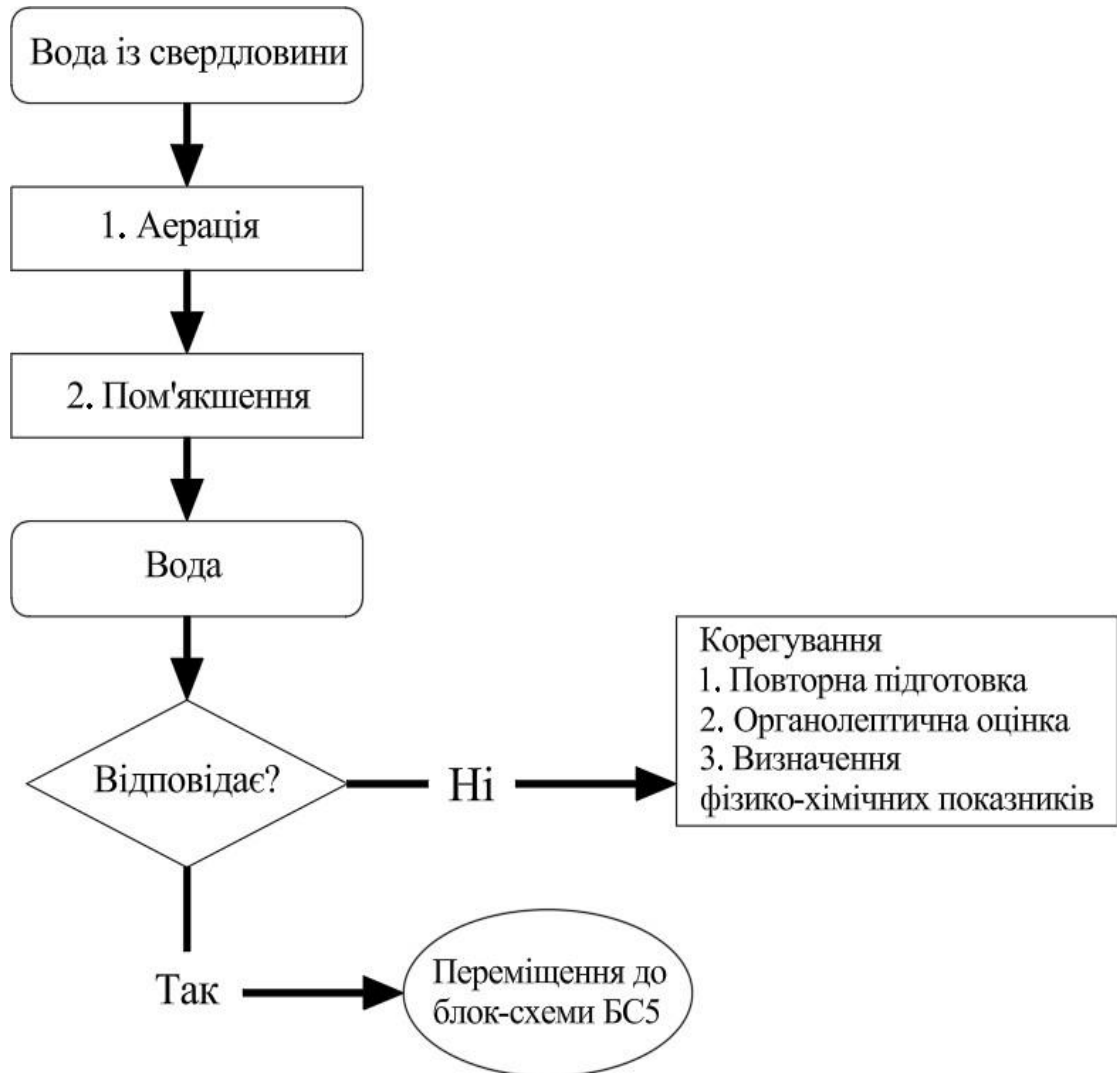 Вода із свердловини
1. Аерація
2. Пом'якшення
Вода
Відповідає?
Ні
Корегування
1. Повторна підготовка
2. Органолептична оцінка
3. Визначення
фізико-хімічних показників
Так
Переміщення до
блок-схеми БС5